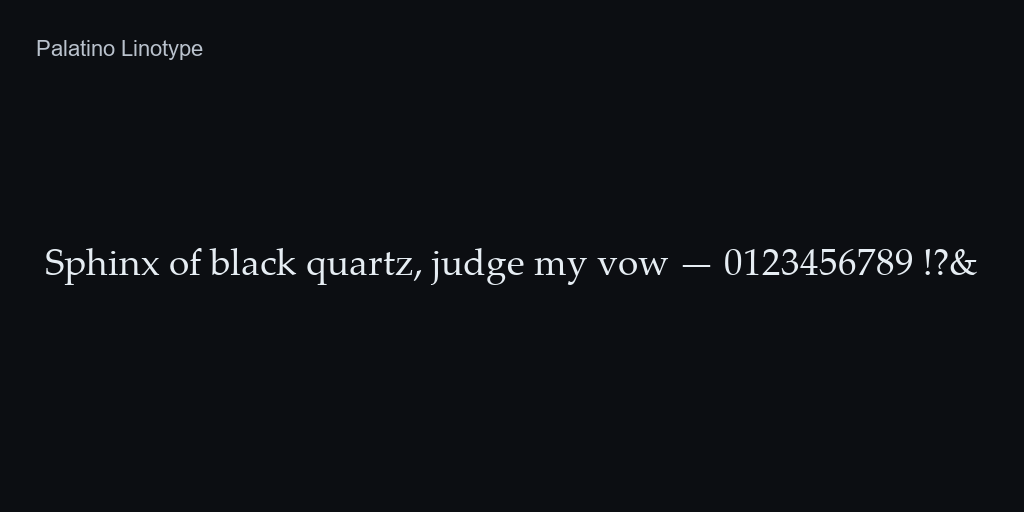 Palatino Linotype
Sphinx of black quartz, judge my vow — 0123456789 !?&